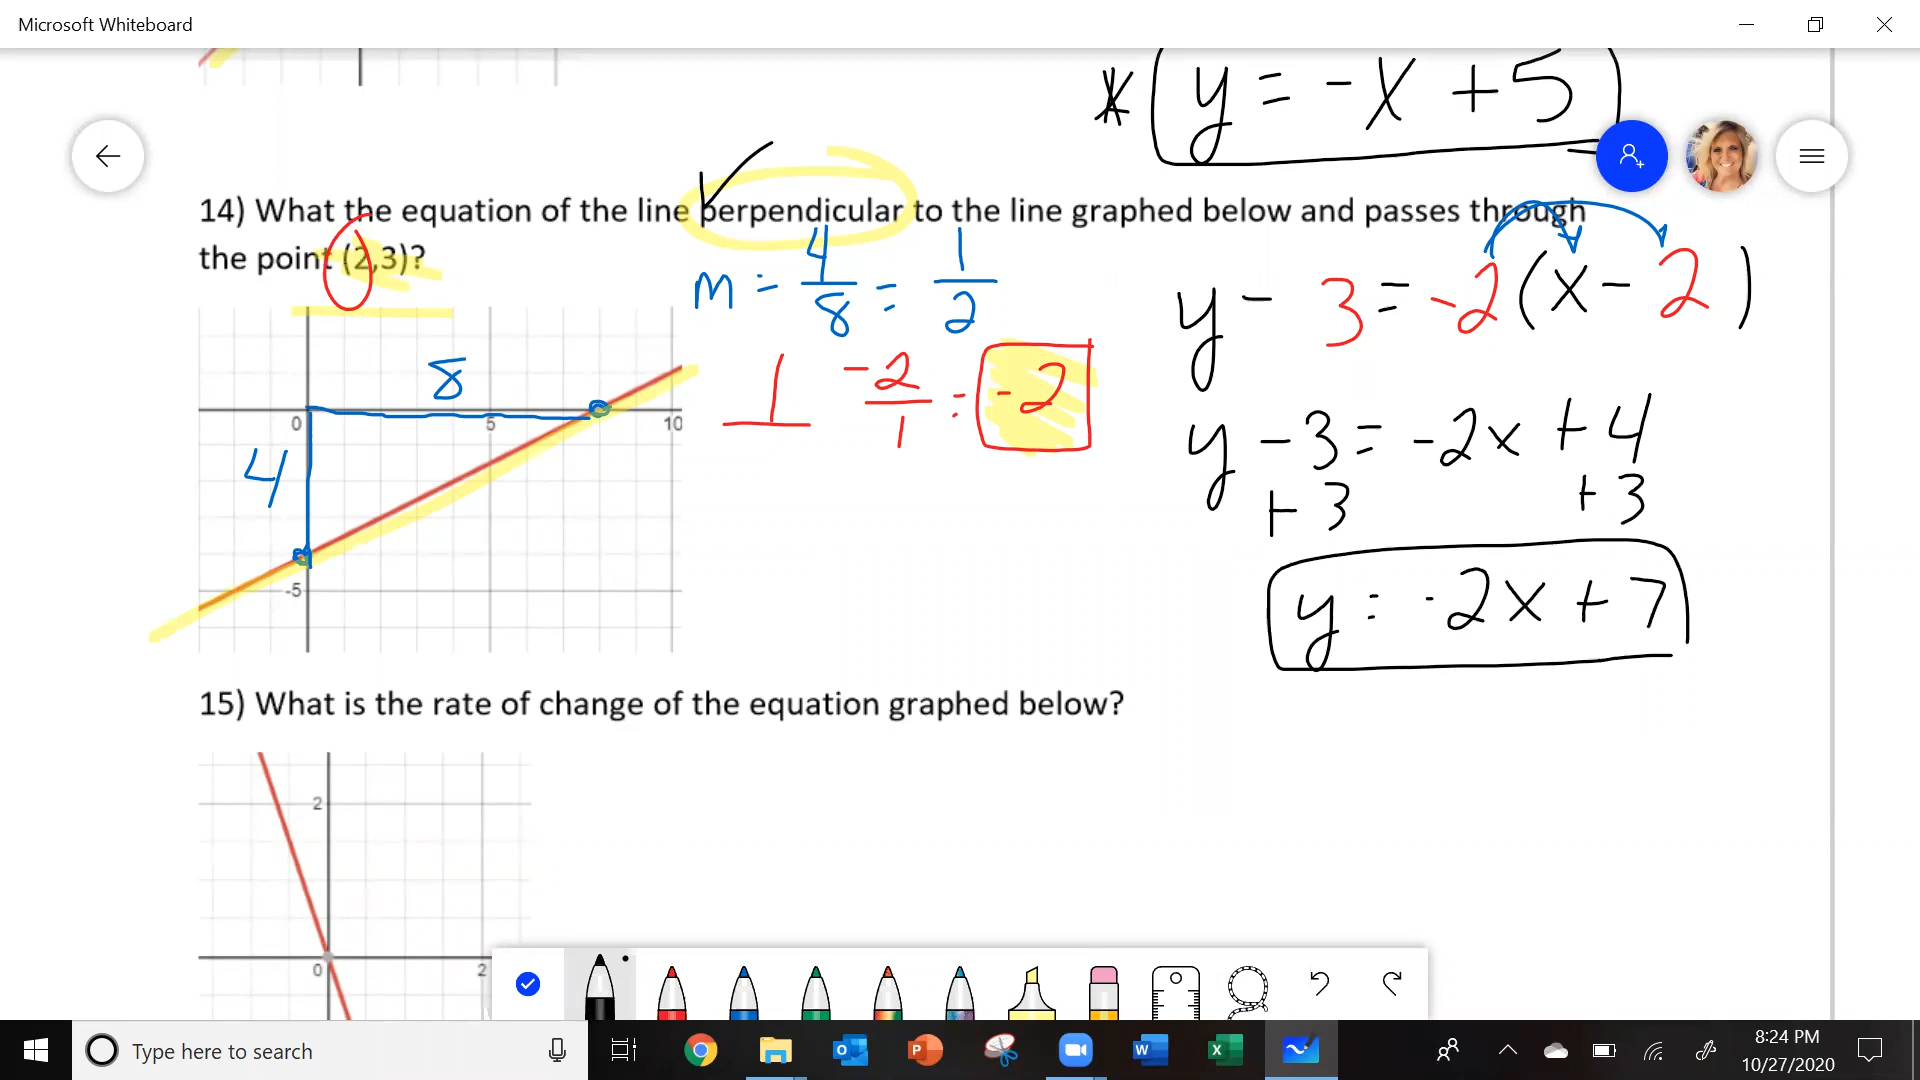 Microsoft Whiteboard
* y = -x + 5
14) What the equation of the line perpendicular to the line graphed below and passes through
the point (2,3)?
m = 4/8 = 1/2
y - 3 = -2(x - 2)
1 -2/1 = -2
8
0 5 10
4
-5
y - 3 = -2x + 4
+3 +3
y = -2x + 7
15) What is the rate of change of the equation graphed below?
2
0 2
Type here to search
8:24 PM
10/27/2020